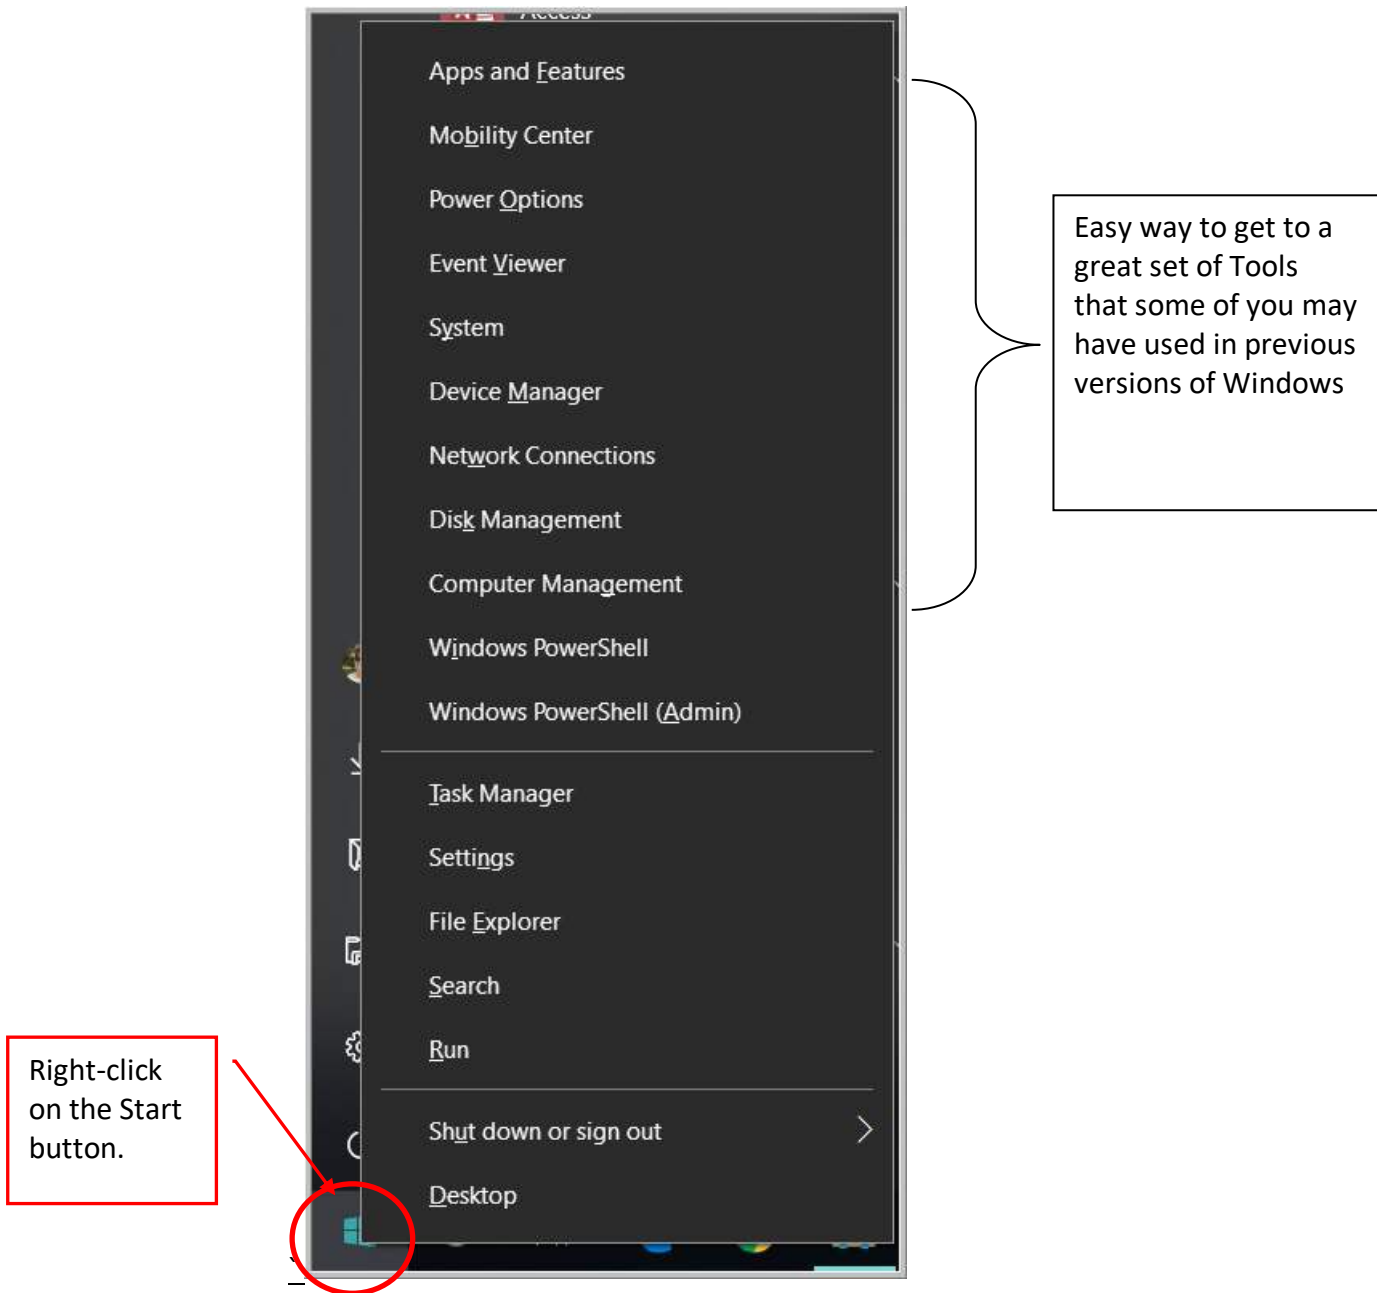 Access
Apps and Features
Mobility Center
Power Options
Event Viewer
System
Device Manager
Network Connections
Disk Management
Computer Management
Windows PowerShell
Windows PowerShell (Admin)
Task Manager
Settings
File Explorer
Search
Run
Shut down or sign out
Desktop
Easy way to get to a
great set of Tools
that some of you may
have used in previous
versions of Windows
Right-click
on the Start
button.